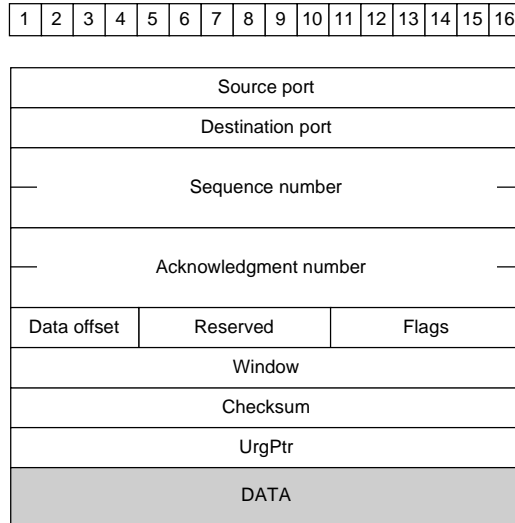 1 2 3 4 5 6 7 8 9 10 11 12 13 14 15 16
Source port
Destination port
Sequence number
Acknowledgment number
Data offset Reserved Flags
Window
Checksum
UrgPtr
DATA